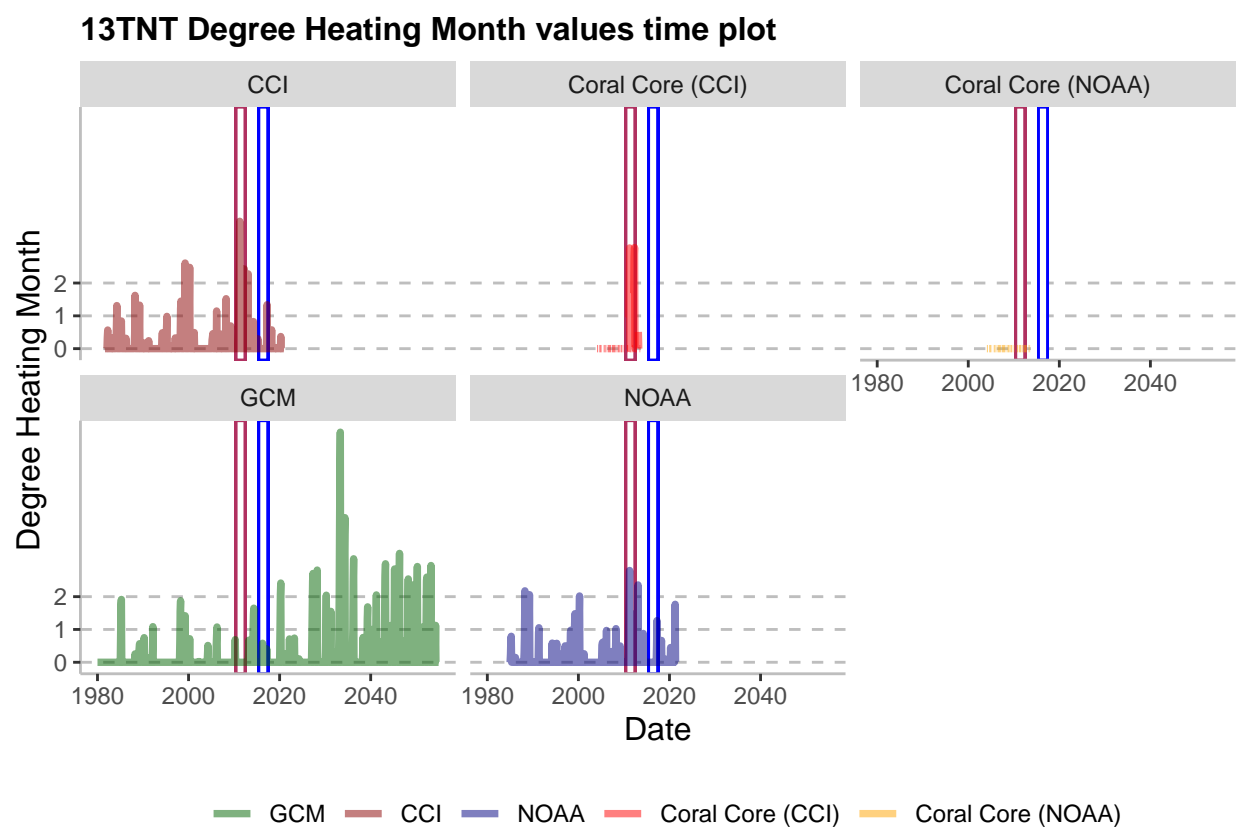 13TNT Degree Heating Month values time plot
CCI
Coral Core (CCI)
Coral Core (NOAA)
2
1
0
1980 2000 2020 2040
GCM
NOAA
2
1
0
1980 2000 2020 2040
1980 2000 2020 2040
Degree Heating Month
Date
GCM CCI NOAA Coral Core (CCI) Coral Core (NOAA)